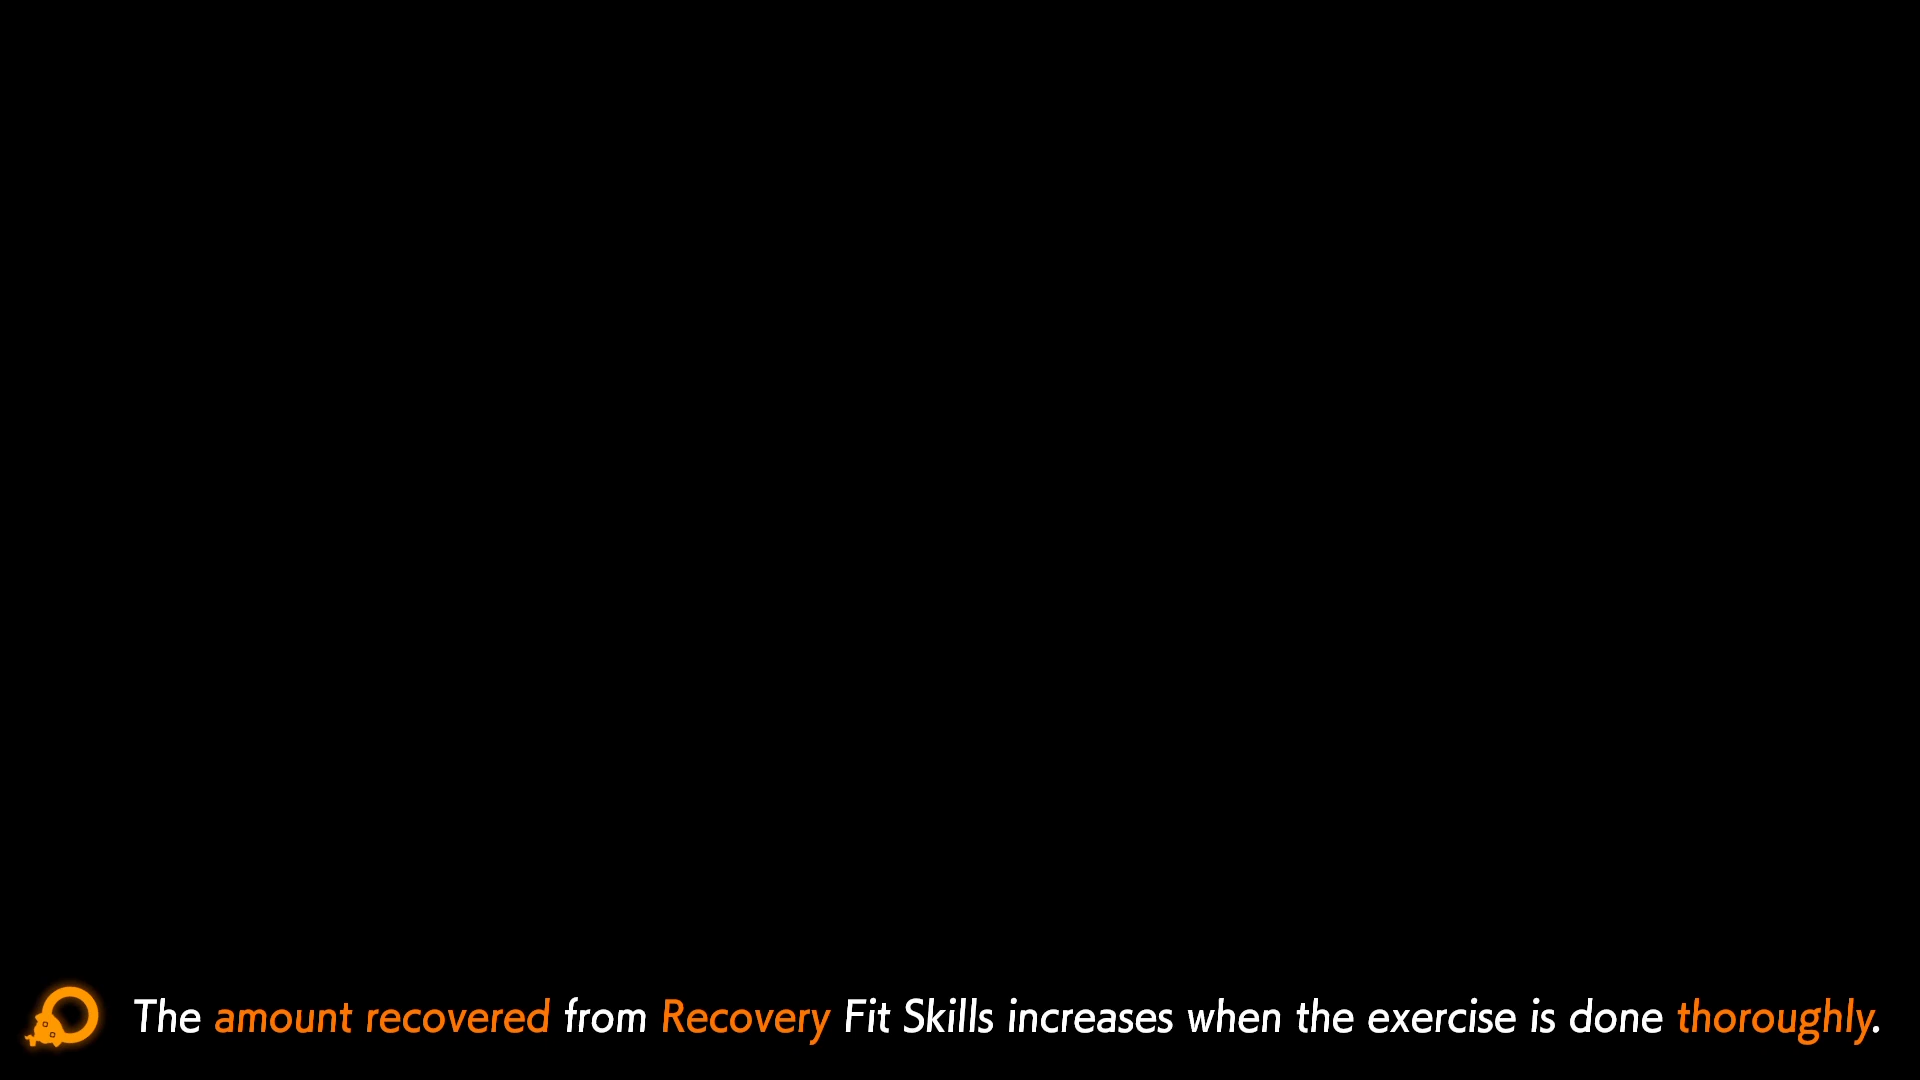 The amount recovered from Recovery Fit Skills increases when the exercise is done thoroughly.